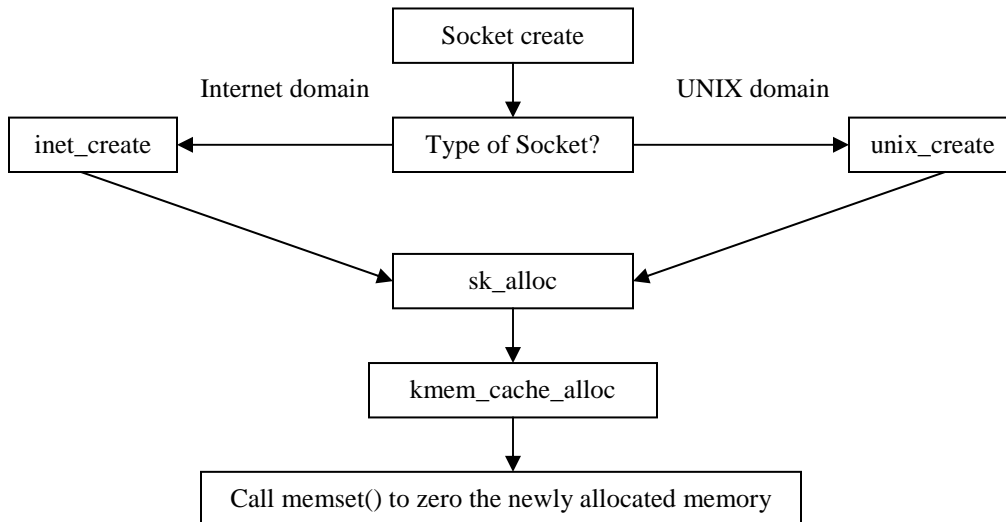 Socket create
Internet domain
UNIX domain
inet_create
Type of Socket?
unix_create
sk_alloc
kmem_cache_alloc
Call memset() to zero the newly allocated memory